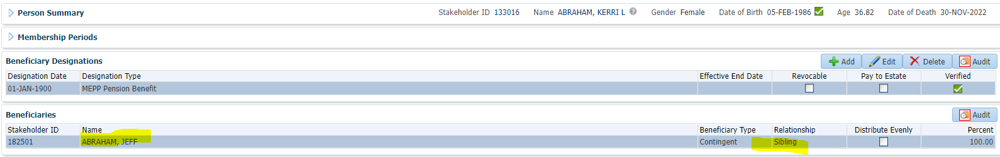 Person Summary Stakeholder ID 133016 Name ABRAHAM, KERRI L Gender Female Date of Birth 05-FEB-1986 Age 36.82 Date of Death 30-NOV-2022
Membership Periods
Beneficiary Designations Add Edit Delete Audit
Designation Date Designation Type Effective End Date Revocable Pay to Estate Verified
01-JAN-1900 MEPP Pension Benefit
Beneficiaries Audit
Stakeholder ID Name Beneficiary Type Relationship Distribute Evenly Percent
182501 ABRAHAM, JEFF Contingent Sibling 100.00